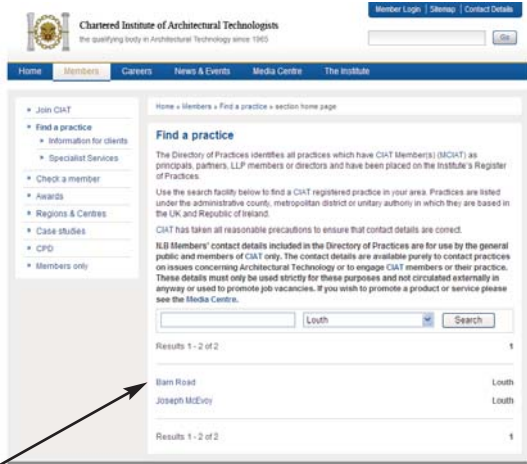 Member Login | Sitemap | Contact Details
Chartered Institute of Architectural Technologists
the qualifying body in Architectural Technology since 1965
Go
Home Members Careers News & Events Media Centre The Institute
Join CIAT
Find a practice
Information for clients
Specialist Services
Check a member
Awards
Regions & Centres
Case studies
CPD
Members only
Home » Members » Find a practice » section home page
Find a practice
The Directory of Practices identifies all practices which have CIAT Member(s) (MCIAT) as
principals, partners, LLP members or directors and have been placed on the Institute's Register
of Practices.
Use the search facility below to find a CIAT registered practice in your area. Practices are listed
under the administrative county, metropolitan district or unitary authority in which they are based in
the UK and Republic of Ireland.
CIAT has taken all reasonable precautions to ensure that contact details are correct.
N.B Members' contact details included in the Directory of Practices are for use by the general
public and members of CIAT only. The contact details are available purely to contact practices
on issues concerning Architectural Technology or to engage CIAT members or their practice.
These details must only be used strictly for these purposes and not circulated externally in
anyway or used to promote job vacancies. If you wish to promote a product or service please
see the Media Centre.
Louth Search
Results 1 - 2 of 2 1
Barn Road Louth
Joseph McEvoy Louth
Results 1 - 2 of 2 1